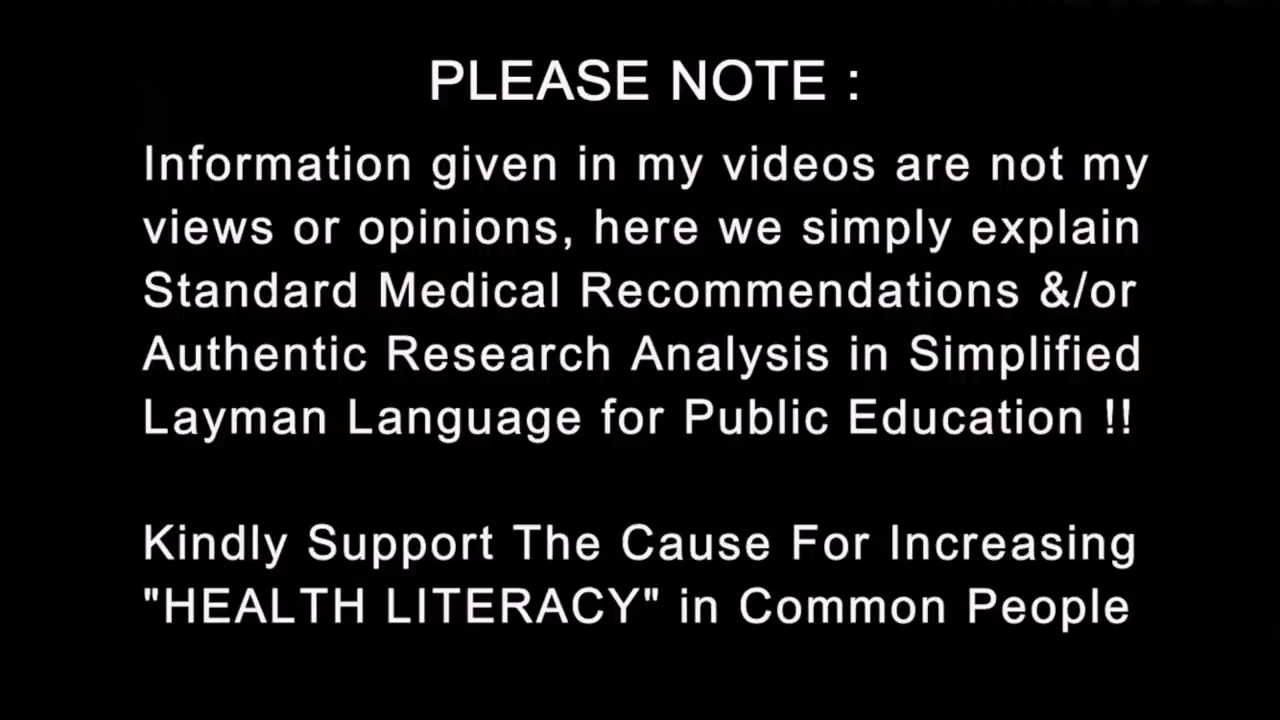 PLEASE NOTE :
Information given in my videos are not my
views or opinions, here we simply explain
Standard Medical Recommendations &/or
Authentic Research Analysis in Simplified
Layman Language for Public Education !!
Kindly Support The Cause For Increasing
"HEALTH LITERACY" in Common People